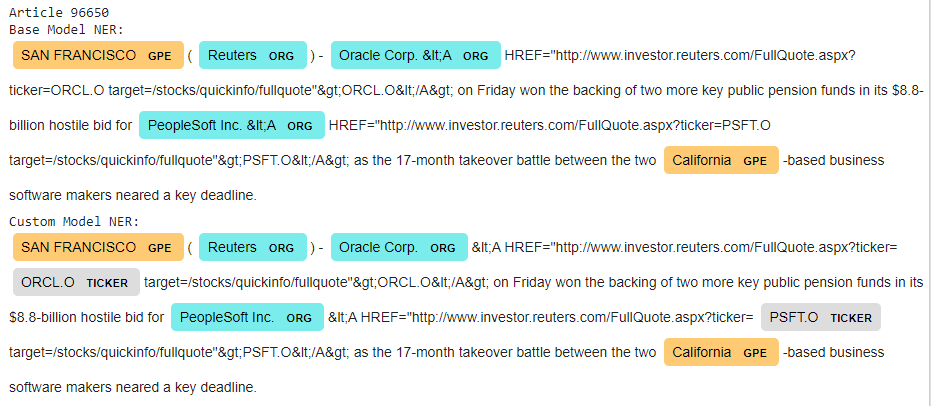 Article 96650
Base Model NER:
SAN FRANCISCO GPE ( Reuters ORG ) - Oracle Corp. &lt;A ORG HREF="http://www.investor.reuters.com/FullQuote.aspx?
ticker=ORCL.O target=/stocks/quickinfo/fullquote"&gt;ORCL.O&lt;/A&gt; on Friday won the backing of two more key public pension funds in its $8.8-
billion hostile bid for PeopleSoft Inc. &lt;A ORG HREF="http://www.investor.reuters.com/FullQuote.aspx?ticker=PSFT.O
target=/stocks/quickinfo/fullquote"&gt;PSFT.O&lt;/A&gt; as the 17-month takeover battle between the two California GPE -based business
software makers neared a key deadline.
Custom Model NER:
SAN FRANCISCO GPE ( Reuters ORG ) - Oracle Corp. ORG &lt;A HREF="http://www.investor.reuters.com/FullQuote.aspx?ticker=
ORCL.O TICKER target=/stocks/quickinfo/fullquote"&gt;ORCL.O&lt;/A&gt; on Friday won the backing of two more key public pension funds in its
$8.8-billion hostile bid for PeopleSoft Inc. ORG &lt;A HREF="http://www.investor.reuters.com/FullQuote.aspx?ticker= PSFT.O TICKER
target=/stocks/quickinfo/fullquote"&gt;PSFT.O&lt;/A&gt; as the 17-month takeover battle between the two California GPE -based business
software makers neared a key deadline.